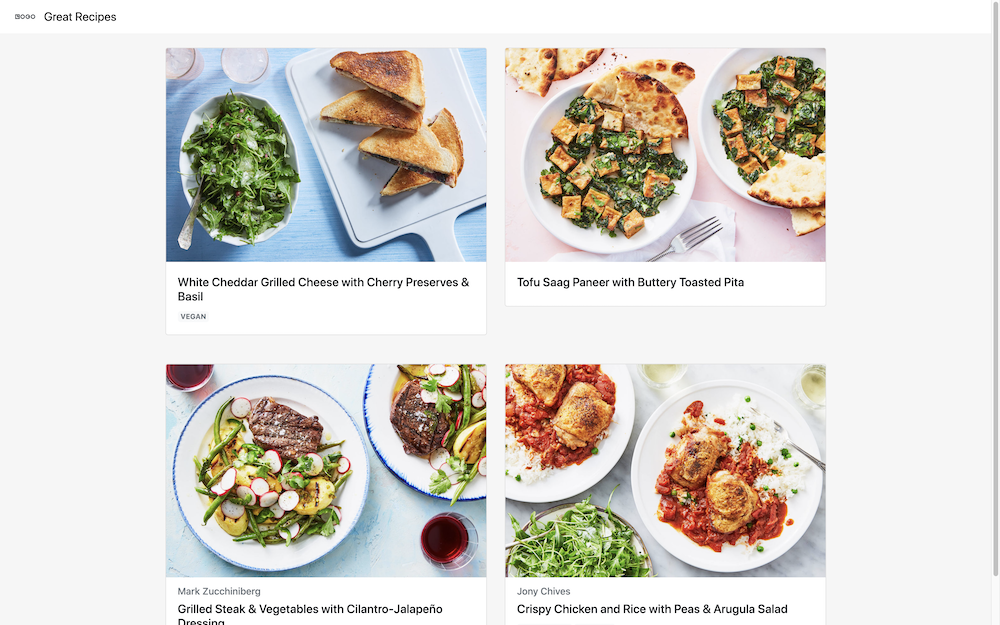 LOGO Great Recipes
White Cheddar Grilled Cheese with Cherry Preserves &
Basil
VEGAN
Tofu Saag Paneer with Buttery Toasted Pita
Mark Zucchiniberg
Grilled Steak & Vegetables with Cilantro-Jalapeño
Dressing
Jony Chives
Crispy Chicken and Rice with Peas & Arugula Salad